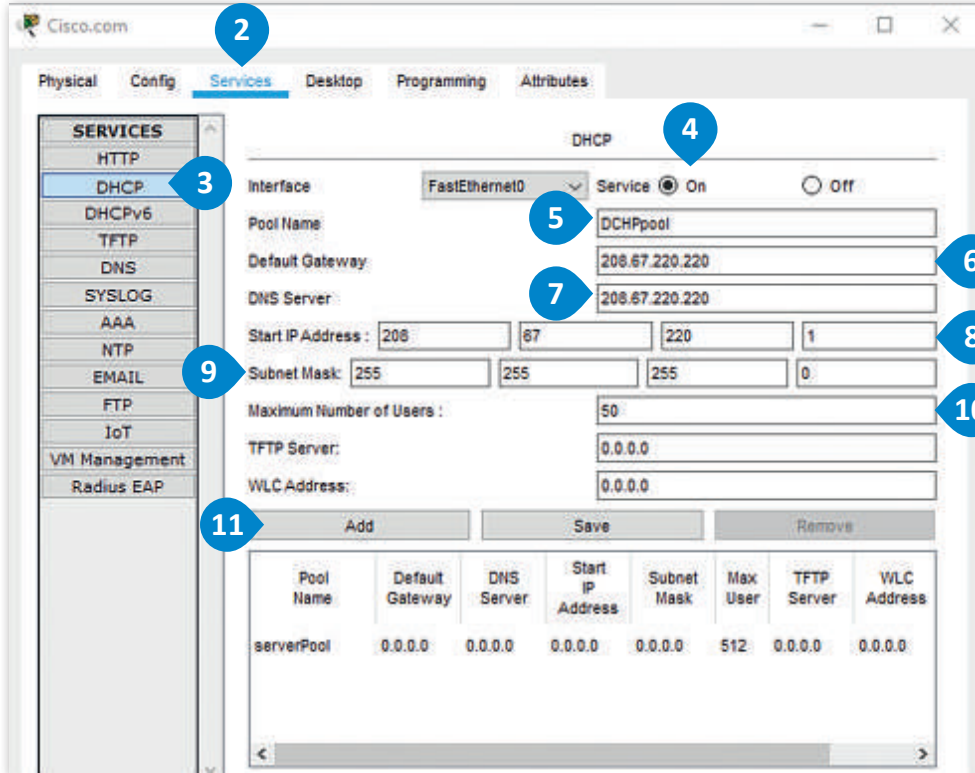 Cisco.com
2
Physical Config Services Desktop Programming Attributes
SERVICES
HTTP
DHCP
DHCPv6
TFTP
DNS
SYSLOG
AAA
NTP
EMAIL
FTP
IoT
VM Management
Radius EAP
3
DHCP
4
Interface FastEthernet0 Service On Off
5
Pool Name DCHPpool
Default Gateway 208.67.220.220
6
7
DNS Server 208.67.220.220
Start IP Address : 208 67 220 1
8
9
Subnet Mask: 255 255 255 0
Maximum Number of Users : 50
10
TFTP Server: 0.0.0.0
WLC Address: 0.0.0.0
11
Add Save Remove
Pool Name Default Gateway DNS Server Start IP Address Subnet Mask Max User TFTP Server WLC Address
serverPool 0.0.0.0 0.0.0.0 0.0.0.0 0.0.0.0 512 0.0.0.0 0.0.0.0